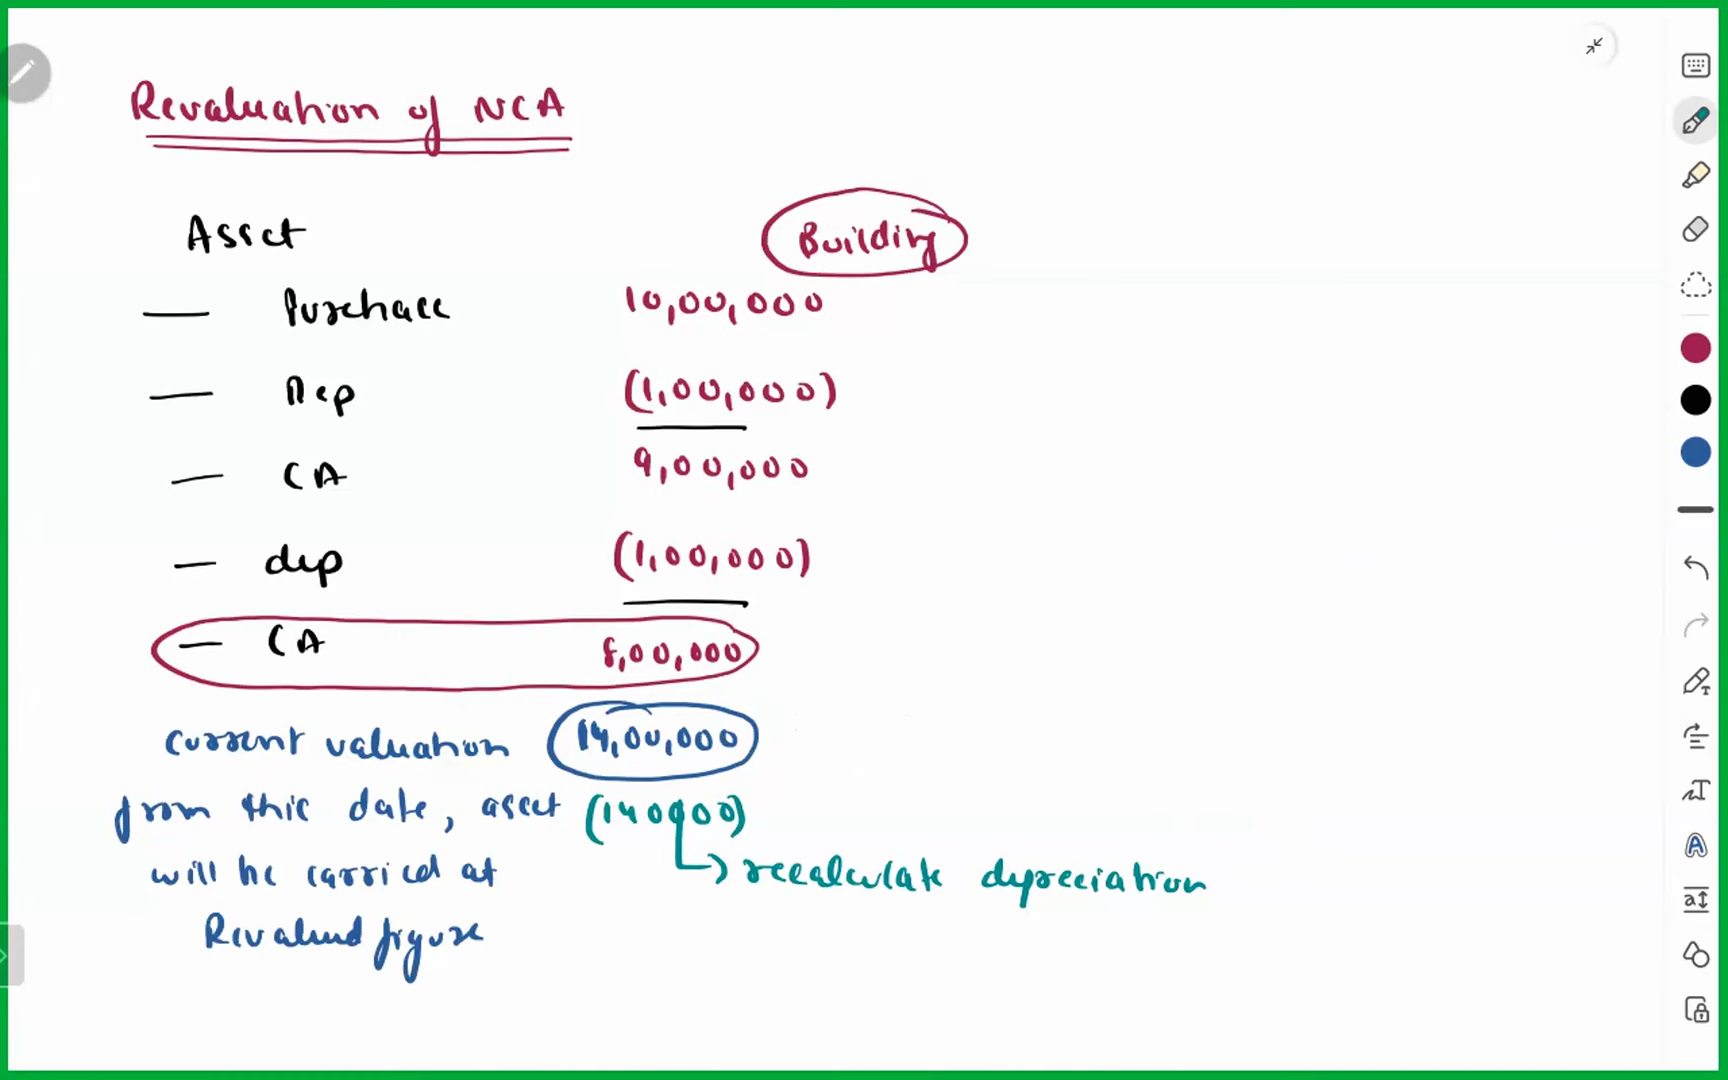 Revaluation of NCA
Asset Building
— Purchase 10,00,000
— Dep (1,00,000)
— CA 9,00,000
— dep (1,00,000)
— CA 8,00,000
current valuation 14,00,000
from this date, asset (140000)
will be carried at → recalculate depreciation
Revalued figure